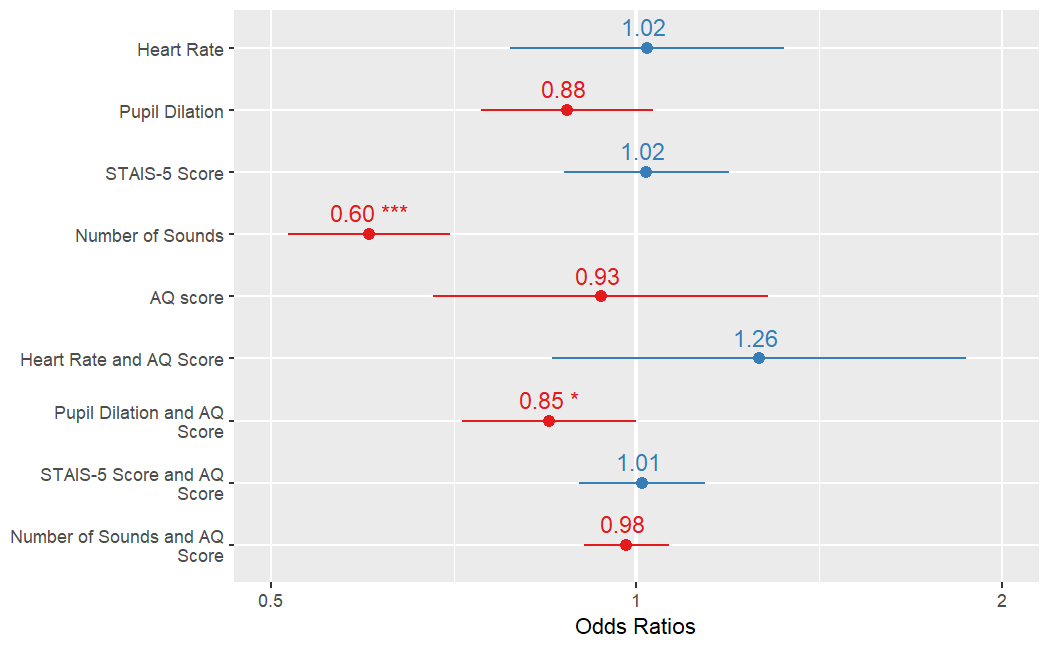 1.02
Heart Rate
0.88
Pupil Dilation
1.02
STAIS-5 Score
0.60 ***
Number of Sounds
0.93
AQ score
1.26
Heart Rate and AQ Score
0.85 *
Pupil Dilation and AQ
Score
1.01
STAIS-5 Score and AQ
Score
0.98
Number of Sounds and AQ
Score
0.5 1 2
Odds Ratios